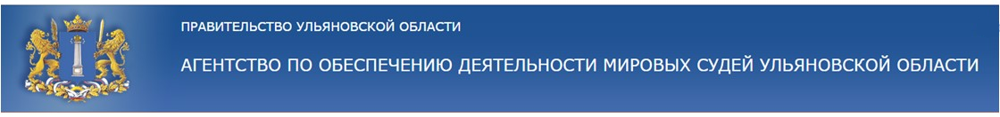 ПРАВИТЕЛЬСТВО УЛЬЯНОВСКОЙ ОБЛАСТИ
АГЕНТСТВО ПО ОБЕСПЕЧЕНИЮ ДЕЯТЕЛЬНОСТИ МИРОВЫХ СУДЕЙ УЛЬЯНОВСКОЙ ОБЛАСТИ